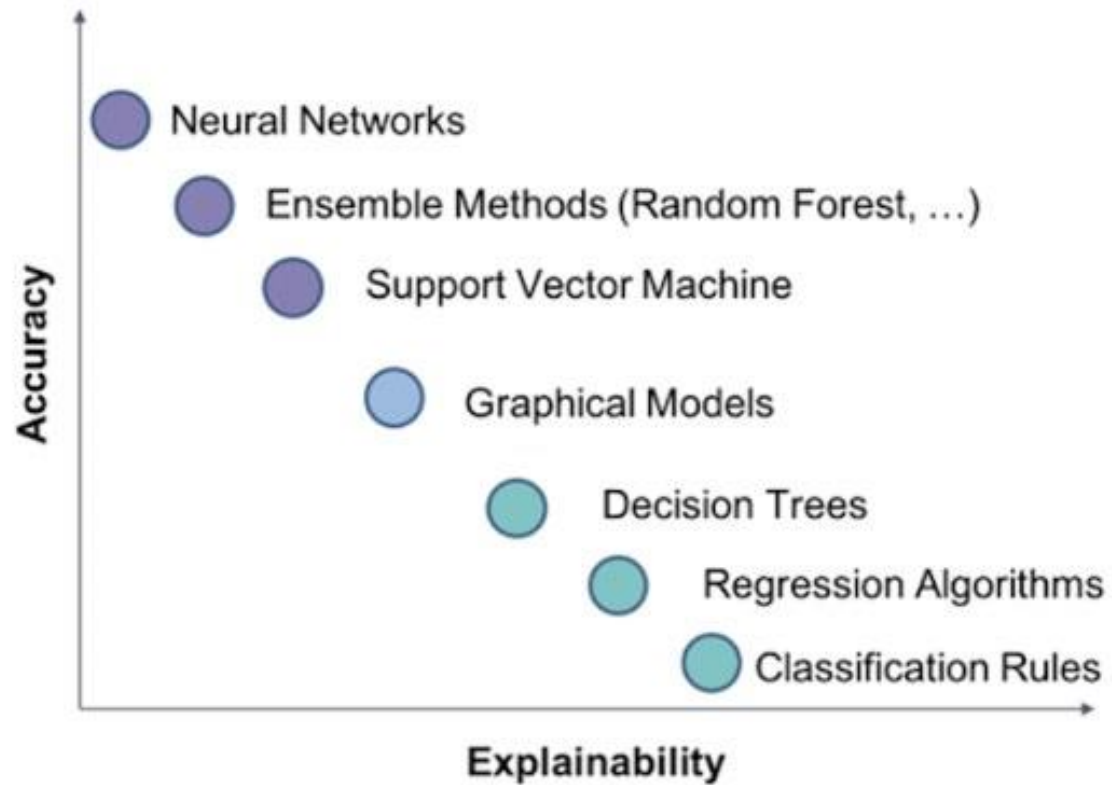 Neural Networks
Ensemble Methods (Random Forest, …)
Support Vector Machine
Accuracy
Graphical Models
Decision Trees
Regression Algorithms
Classification Rules
Explainability